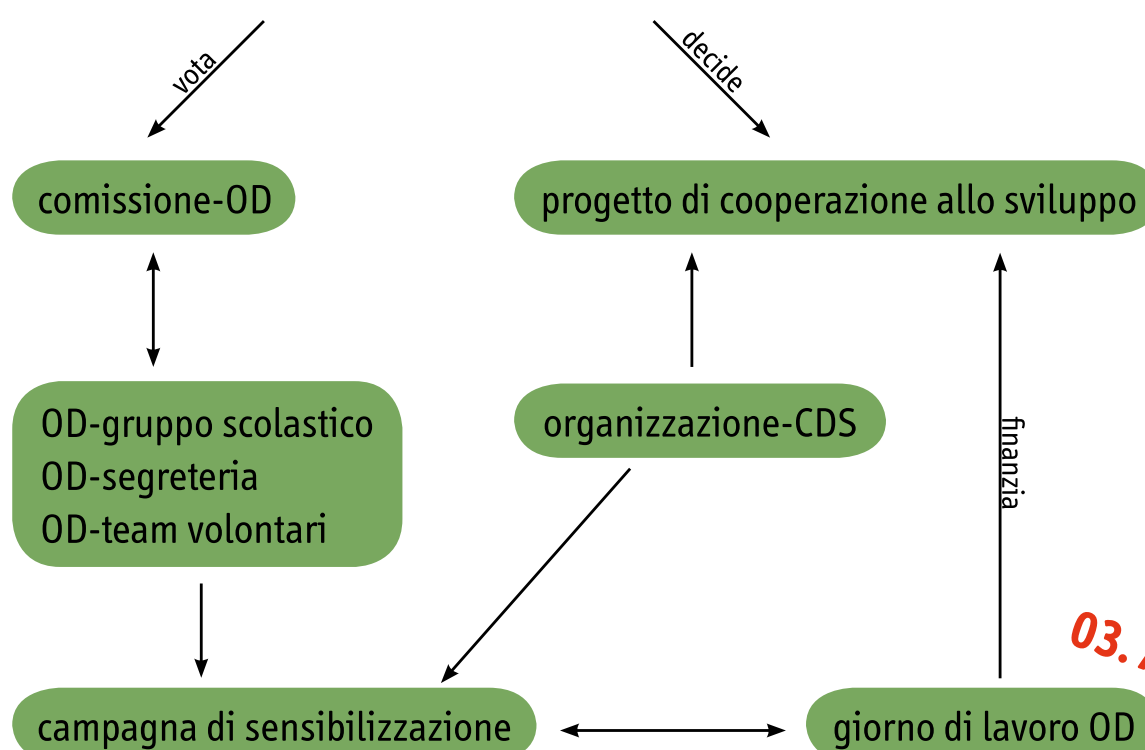 vota
decide
comissione-OD
progetto di cooperazione allo sviluppo
OD-gruppo scolastico
OD-segreteria
OD-team volontari
organizzazione-CDS
finanzia
03.
campagna di sensibilizzazione
giorno di lavoro OD